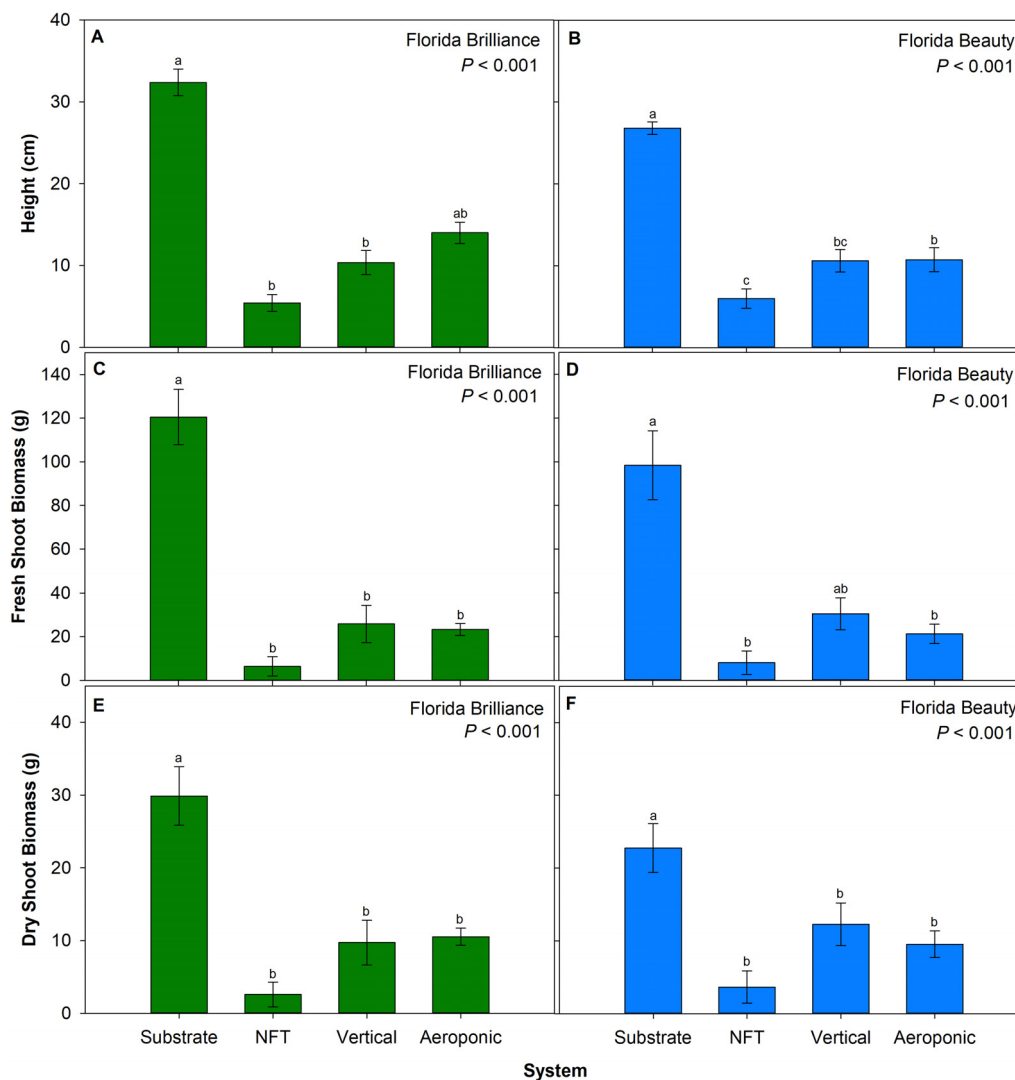 A
Florida Brilliance
P < 0.001
a
b
b
ab
Height (cm)
40
30
20
10
0
B
Florida Beauty
P < 0.001
a
c
bc
b
C
Florida Brilliance
P < 0.001
a
b
b
b
Fresh Shoot Biomass (g)
140
120
100
80
60
40
20
0
D
Florida Beauty
P < 0.001
a
b
ab
b
E
Florida Brilliance
P < 0.001
a
b
b
b
Dry Shoot Biomass (g)
40
30
20
10
0
F
Florida Beauty
P < 0.001
a
b
b
b
Substrate NFT Vertical Aeroponic
Substrate NFT Vertical Aeroponic
System